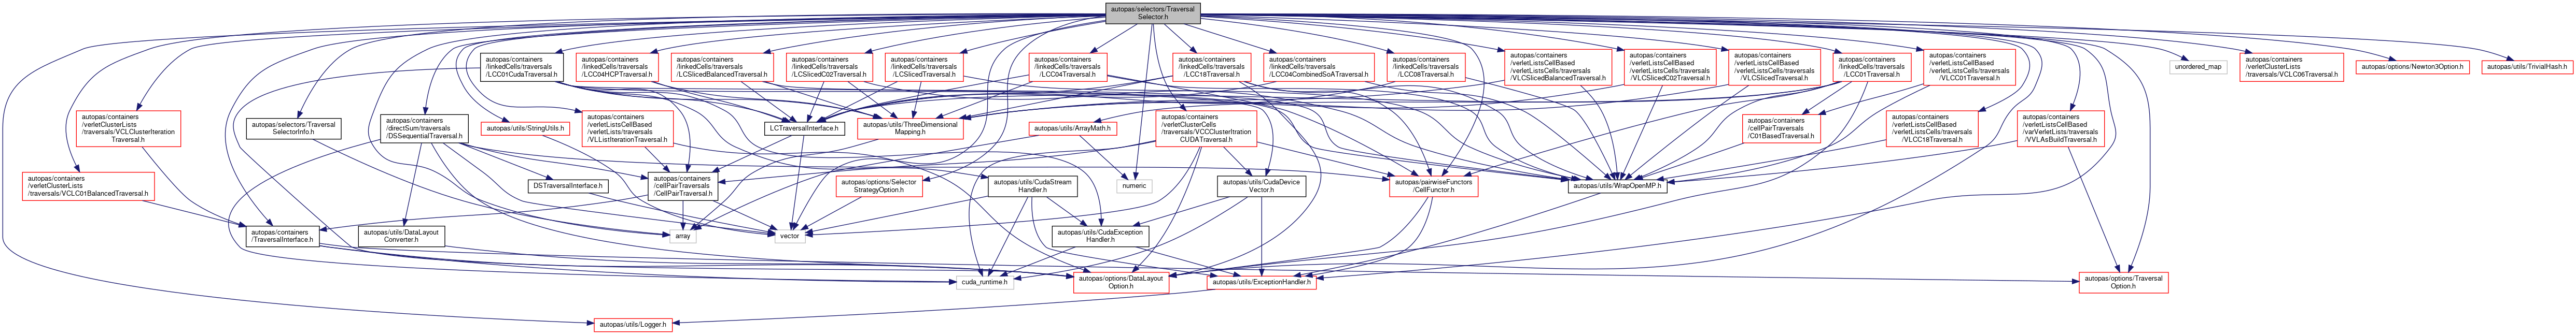 autopas/selectors/Traversal
Selector.h
autopas/containers
/linkedCells/traversals
/LCC01CudaTraversal.h
autopas/containers
/linkedCells/traversals
/LCC04HCPTraversal.h
autopas/containers
/linkedCells/traversals
/LCSlicedBalancedTraversal.h
autopas/containers
/linkedCells/traversals
/LCSlicedC02Traversal.h
autopas/containers
/linkedCells/traversals
/LCSlicedTraversal.h
autopas/containers
/linkedCells/traversals
/LCC04Traversal.h
autopas/containers
/linkedCells/traversals
/LCC18Traversal.h
autopas/containers
/linkedCells/traversals
/LCC04CombinedSoATraversal.h
autopas/containers
/linkedCells/traversals
/LCC08Traversal.h
autopas/containers
/verletListsCellBased
/verletListsCells/traversals
/VLCSlicedBalancedTraversal.h
autopas/containers
/verletListsCellBased
/verletListsCells/traversals
/VLCSlicedC02Traversal.h
autopas/containers
/verletListsCellBased
/verletListsCells/traversals
/VLCSlicedTraversal.h
autopas/containers
/linkedCells/traversals
/LCC01Traversal.h
autopas/containers
/verletListsCellBased
/verletListsCells/traversals
/VLCC01Traversal.h
unordered_map
autopas/containers
/verletClusterLists
/traversals/VCLC06Traversal.h
autopas/options/Newton3Option.h
autopas/utils/TrivialHash.h
autopas/containers
/verletClusterLists
/traversals/VCLClusterIteration
Traversal.h
autopas/selectors/Traversal
SelectorInfo.h
autopas/containers
/directSum/traversals
/DSSequentialTraversal.h
autopas/utils/StringUtils.h
autopas/containers
/verletListsCellBased
/verletLists/traversals
/VLListIterationTraversal.h
LCTraversalInterface.h
autopas/utils/ThreeDimensional
Mapping.h
autopas/utils/ArrayMath.h
autopas/containers
/verletClusterCells
/traversals/VCCClusterItration
CUDATraversal.h
autopas/containers
/cellPairTraversals
/C01BasedTraversal.h
autopas/containers
/verletListsCellBased
/verletListsCells/traversals
/VLCC18Traversal.h
autopas/containers
/verletListsCellBased
/varVerletLists/traversals
/VVLAsBuildTraversal.h
autopas/containers
/verletClusterLists
/traversals/VCLC01BalancedTraversal.h
DSTraversalInterface.h
autopas/containers
/cellPairTraversals
/CellPairTraversal.h
autopas/options/Selector
StrategyOption.h
autopas/utils/CudaStream
Handler.h
numeric
autopas/utils/CudaDevice
Vector.h
autopas/pairwiseFunctors
/CellFunctor.h
autopas/utils/WrapOpenMP.h
autopas/containers
/TraversalInterface.h
autopas/utils/DataLayout
Converter.h
array
vector
autopas/utils/CudaException
Handler.h
cuda_runtime.h
autopas/options/DataLayout
Option.h
autopas/utils/ExceptionHandler.h
autopas/options/Traversal
Option.h
autopas/utils/Logger.h